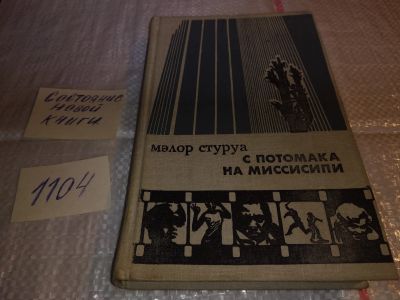 Состояние
новой
книги
1104
мэлор стуруа
с потомака
на миссисипи